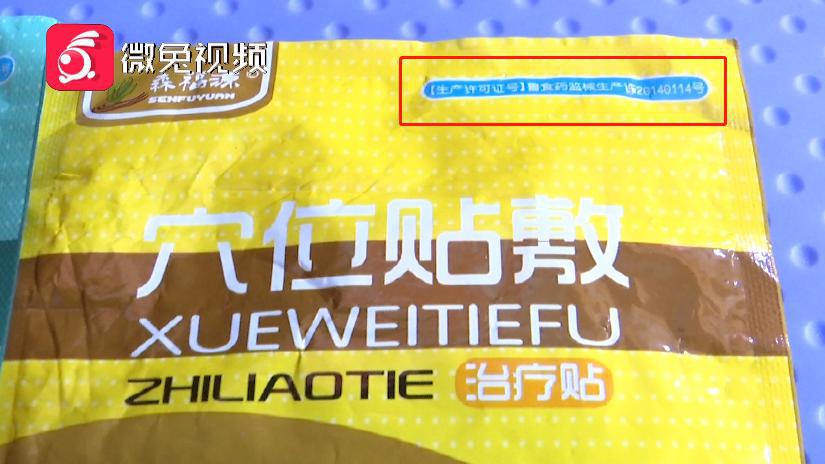 微兔视频
森福源
SENFUYUAN
【生产许可证号】鲁食药监械生产许20140114号
穴位贴敷
XUEWEITIEFU
ZHILIAOTIE 治疗贴